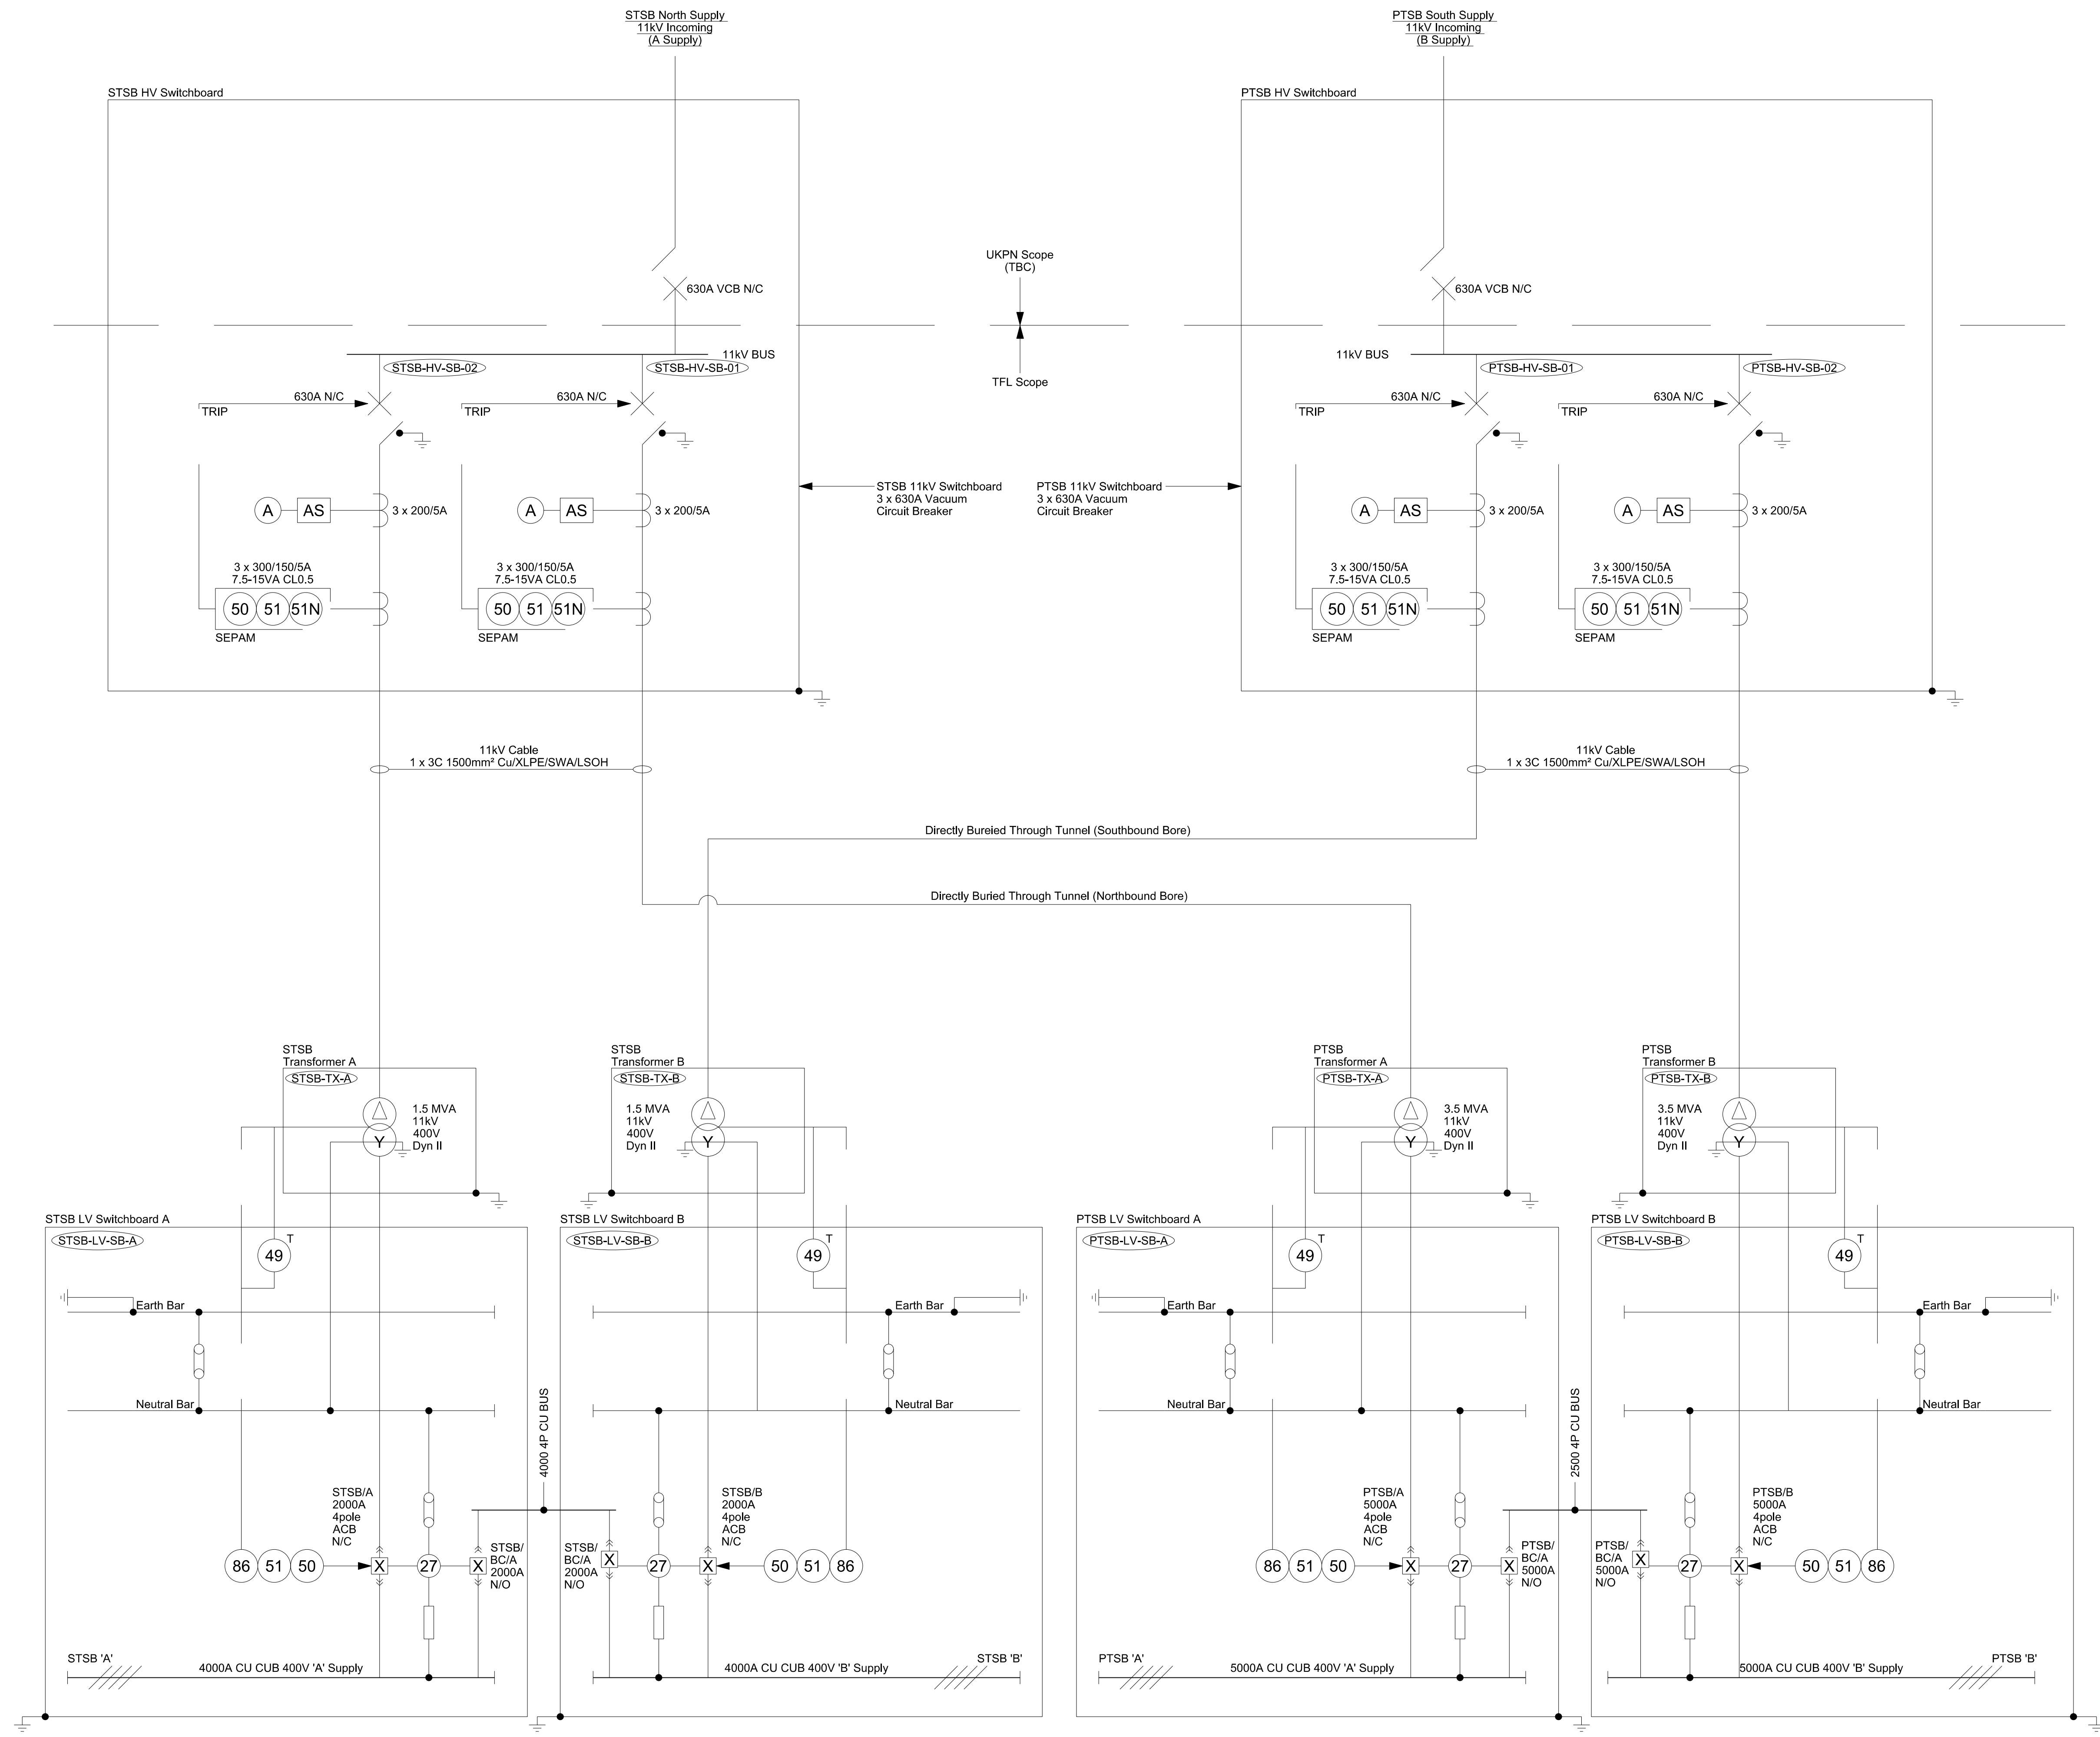 STSB North Supply
11kV Incoming
(A Supply)
PTSB South Supply
11kV Incoming
(B Supply)
STSB HV Switchboard
PTSB HV Switchboard
UKPN Scope
(TBC)
630A VCB N/C
630A VCB N/C
11kV BUS
11kV BUS
STSB-HV-SB-02
STSB-HV-SB-01
PTSB-HV-SB-01
PTSB-HV-SB-02
TFL Scope
630A N/C
TRIP
630A N/C
TRIP
630A N/C
TRIP
630A N/C
TRIP
STSB 11kV Switchboard
3 x 630A Vacuum
Circuit Breaker
PTSB 11kV Switchboard
3 x 630A Vacuum
Circuit Breaker
A AS 3 x 200/5A
A AS 3 x 200/5A
A AS 3 x 200/5A
A AS 3 x 200/5A
3 x 300/150/5A
7.5-15VA CL0.5
50 51 51N
SEPAM
3 x 300/150/5A
7.5-15VA CL0.5
50 51 51N
SEPAM
3 x 300/150/5A
7.5-15VA CL0.5
50 51 51N
SEPAM
3 x 300/150/5A
7.5-15VA CL0.5
50 51 51N
SEPAM
11kV Cable
1 x 3C 1500mm² Cu/XLPE/SWA/LSOH
11kV Cable
1 x 3C 1500mm² Cu/XLPE/SWA/LSOH
Directly Bureied Through Tunnel (Southbound Bore)
Directly Buried Through Tunnel (Northbound Bore)
STSB
Transformer A
STSB-TX-A
1.5 MVA
11kV
400V
Dyn II
Y
STSB
Transformer B
STSB-TX-B
1.5 MVA
11kV
400V
Dyn II
Y
PTSB
Transformer A
PTSB-TX-A
3.5 MVA
11kV
400V
Dyn II
Y
PTSB
Transformer B
PTSB-TX-B
3.5 MVA
11kV
400V
Dyn II
Y
STSB LV Switchboard A
STSB-LV-SB-A
49 T
Earth Bar
Neutral Bar
STSB/A
2000A
4pole
ACB
N/C
86 51 50 X 27 X
STSB/
BC/A
2000A
N/O
STSB 'A'
4000A CU CUB 400V 'A' Supply
4000 4P CU BUS
STSB LV Switchboard B
STSB-LV-SB-B
49 T
Earth Bar
Neutral Bar
STSB/B
2000A
4pole
ACB
N/C
STSB/
BC/A
2000A
N/O
X 27 X 50 51 86
STSB 'B'
4000A CU CUB 400V 'B' Supply
PTSB LV Switchboard A
PTSB-LV-SB-A
49 T
Earth Bar
Neutral Bar
PTSB/A
5000A
4pole
ACB
N/C
86 51 50 X 27 X
PTSB/
BC/A
5000A
N/O
PTSB 'A'
5000A CU CUB 400V 'A' Supply
2500 4P CU BUS
PTSB LV Switchboard B
PTSB-LV-SB-B
49 T
Earth Bar
Neutral Bar
PTSB/B
5000A
4pole
ACB
N/C
PTSB/
BC/A
5000A
N/O
X 27 X 50 51 86
PTSB 'B'
5000A CU CUB 400V 'B' Supply